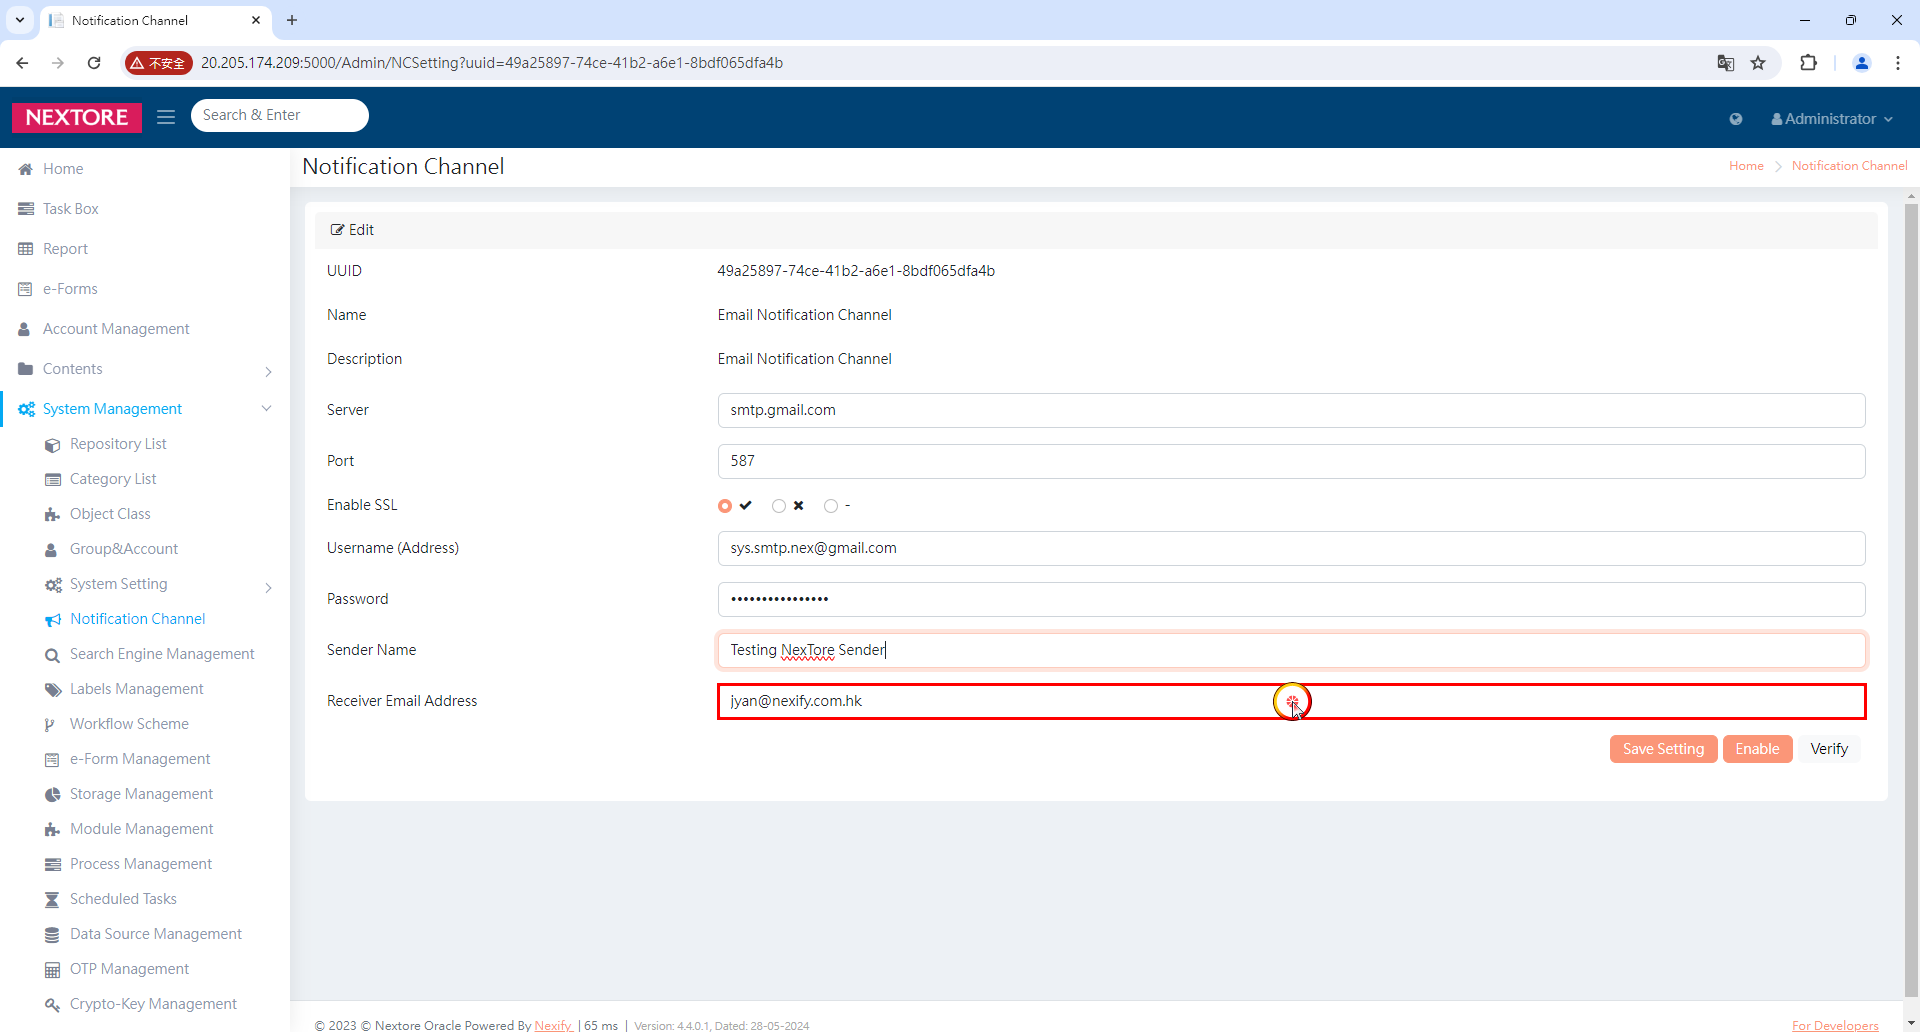 Notification Channel
不安全
20.205.174.209:5000/Admin/NCSetting?uuid=49a25897-74ce-41b2-a6e1-8bdf065dfa4b
NEXTORE
Search & Enter
Administrator
Notification Channel
Home
Notification Channel
Home
Task Box
Report
e-Forms
Account Management
Contents
System Management
Repository List
Category List
Object Class
Group&Account
System Setting
Notification Channel
Search Engine Management
Labels Management
Workflow Scheme
e-Form Management
Storage Management
Module Management
Process Management
Scheduled Tasks
Data Source Management
OTP Management
Crypto-Key Management
Edit
UUID 49a25897-74ce-41b2-a6e1-8bdf065dfa4b
Name Email Notification Channel
Description Email Notification Channel
Server smtp.gmail.com
Port 587
Enable SSL -
Username (Address) sys.smtp.nex@gmail.com
Password ••••••••••••••••
Sender Name Testing NexTore Sender
Receiver Email Address jyan@nexify.com.hk
Save Setting Enable Verify
© 2023 © Nextore Oracle Powered By Nexify | 65 ms | Version: 4.4.0.1, Dated: 28-05-2024
For Developers